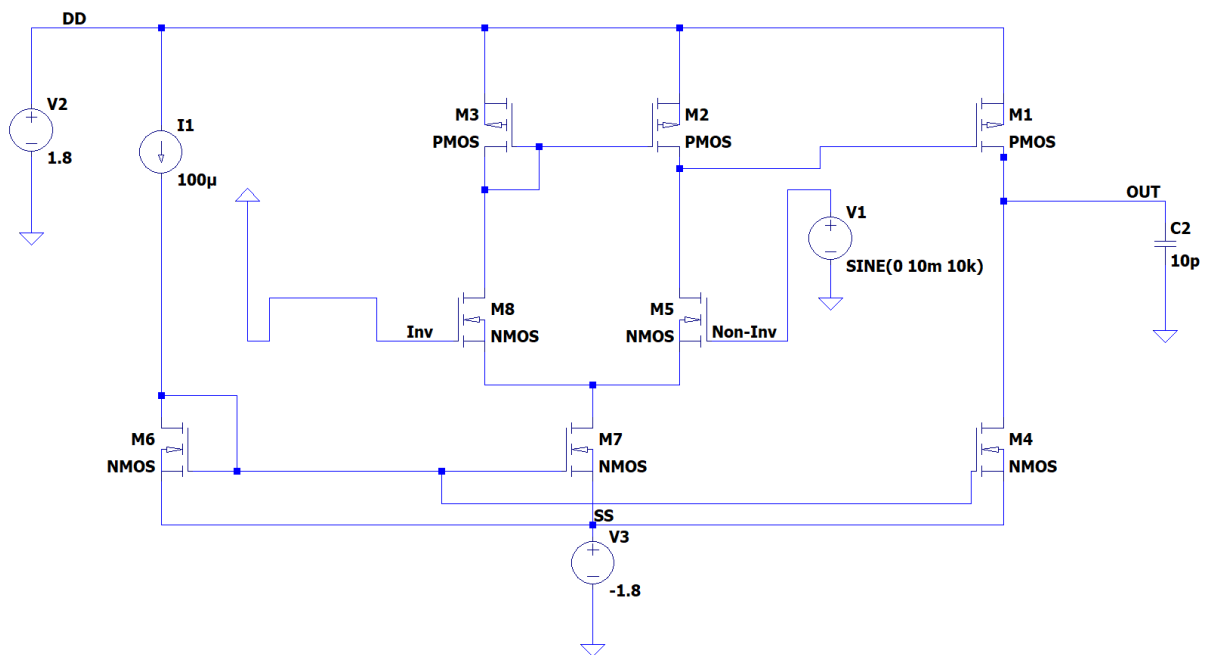 DD
V2
1.8
I1
100µ
M3
PMOS
M2
PMOS
M1
PMOS
OUT
C2
10p
V1
SINE(0 10m 10k)
M8
NMOS
Inv
M5
NMOS
Non-Inv
M6
NMOS
M7
NMOS
M4
NMOS
SS
V3
-1.8